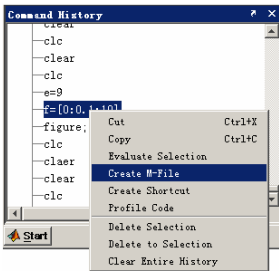 Command History
clear
clc
clear
clc
e=9
f=[0:0.1:10]
figure;
clc
claer
clear
clc
Cut Ctrl+X
Copy Ctrl+C
Evaluate Selection
Create M-File
Create Shortcut
Profile Code
Delete Selection
Delete to Selection
Clear Entire History
Start